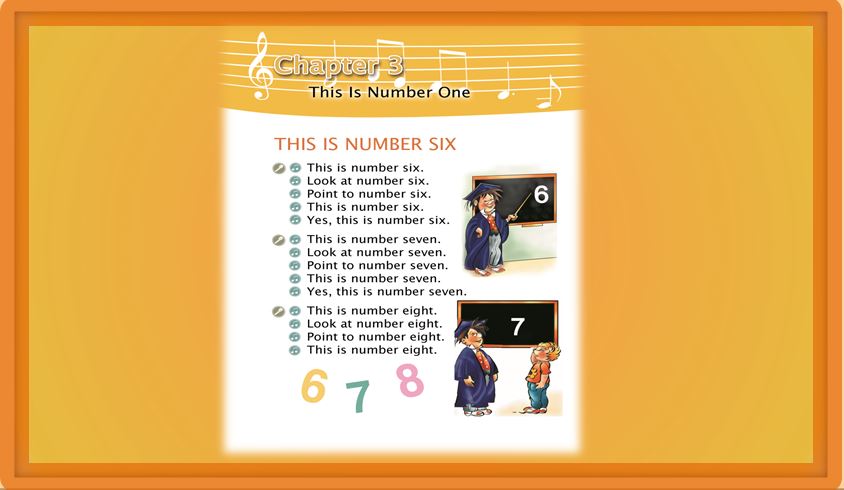 Chapter 3
This Is Number One
THIS IS NUMBER SIX
This is number six.
Look at number six.
Point to number six.
This is number six.
Yes, this is number six.
This is number seven.
Look at number seven.
Point to number seven.
This is number seven.
Yes, this is number seven.
This is number eight.
Look at number eight.
Point to number eight.
This is number eight.
6
7
6 7 8